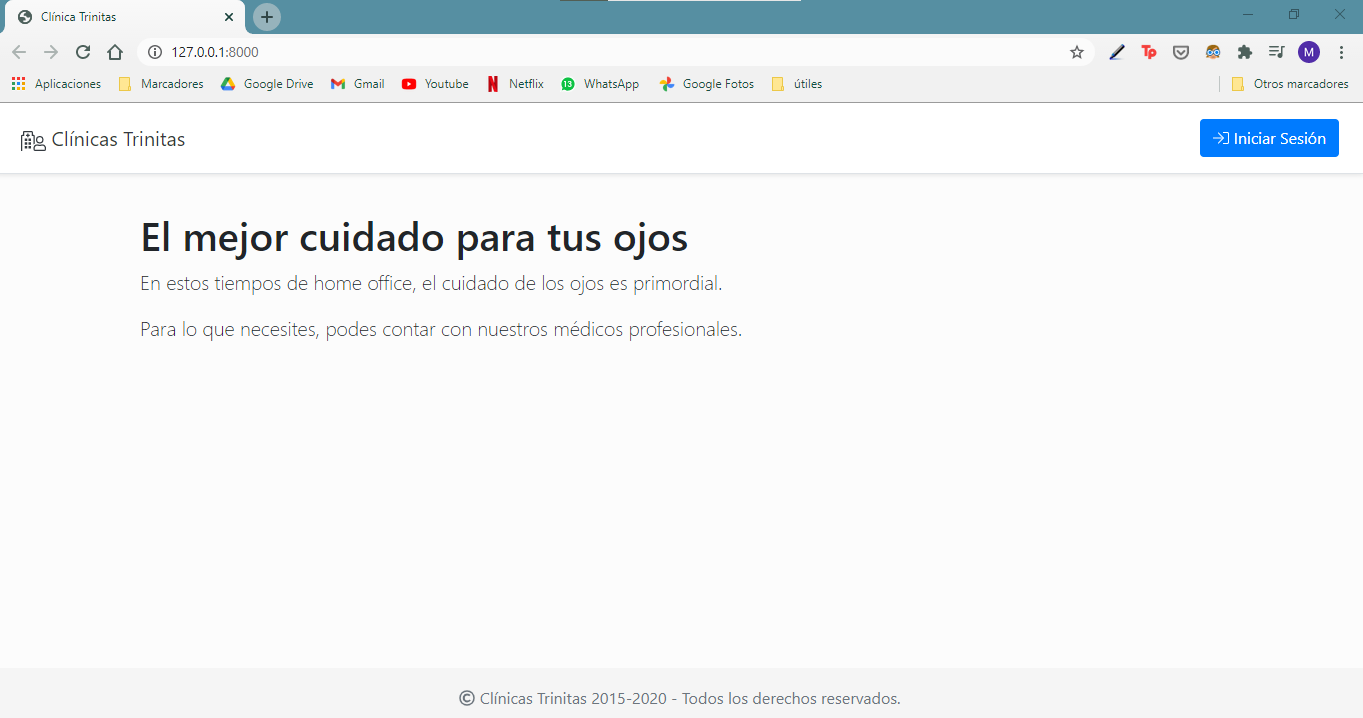 Clínica Trinitas
127.0.0.1:8000
Tp
M
Aplicaciones Marcadores Google Drive Gmail Youtube Netflix 13 WhatsApp Google Fotos útiles Otros marcadores
Clínicas Trinitas Iniciar Sesión
El mejor cuidado para tus ojos
En estos tiempos de home office, el cuidado de los ojos es primordial.
Para lo que necesites, podes contar con nuestros médicos profesionales.
© Clínicas Trinitas 2015-2020 - Todos los derechos reservados.